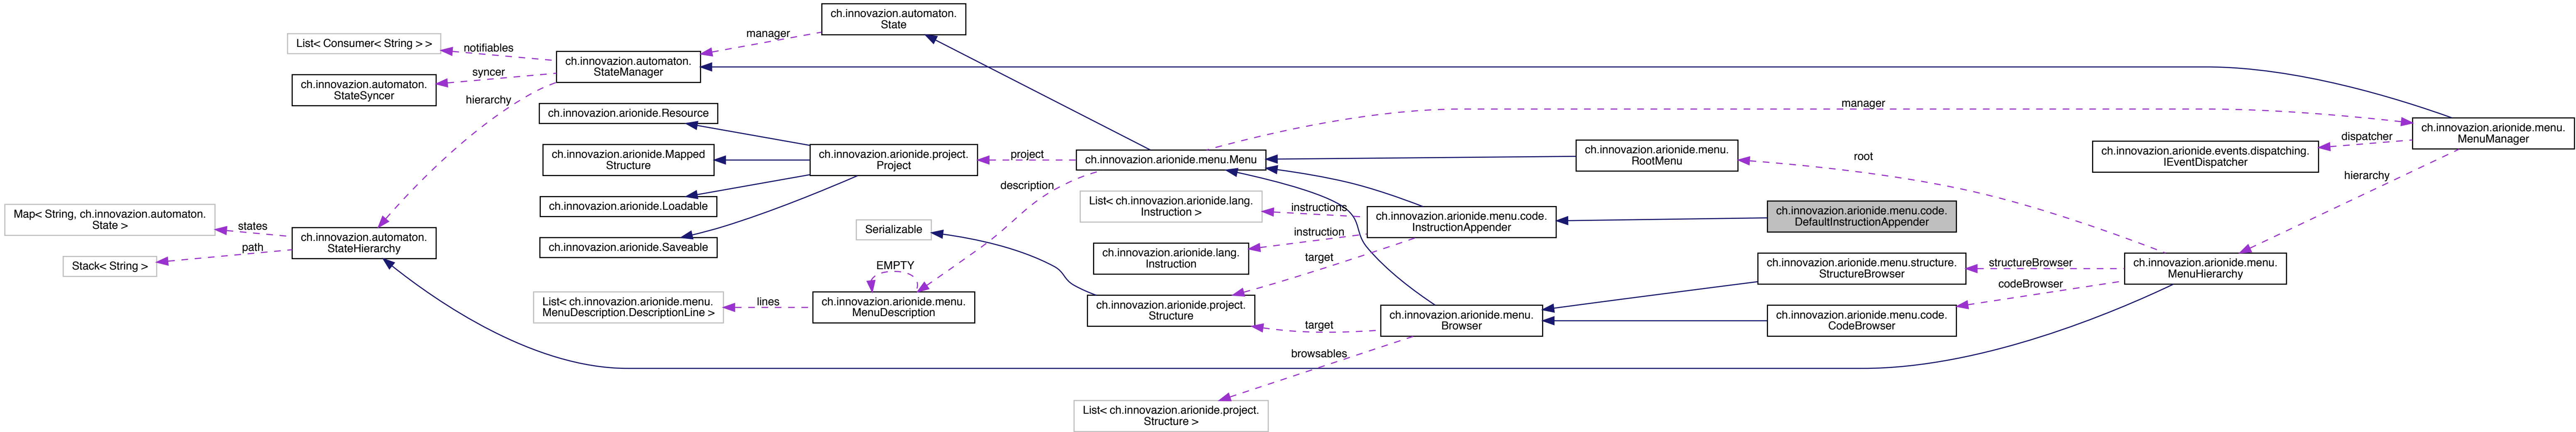 ch.innovazion.automaton.
State
manager
List< Consumer< String > >
notifiables
ch.innovazion.automaton.
StateManager
syncer
ch.innovazion.automaton.
StateSyncer
hierarchy
manager
ch.innovazion.arionide.Resource
ch.innovazion.arionide.menu.
MenuManager
dispatcher
ch.innovazion.arionide.events.dispatching.
IEventDispatcher
ch.innovazion.arionide.Mapped
Structure
ch.innovazion.arionide.project.
Project
project
ch.innovazion.arionide.menu.Menu
ch.innovazion.arionide.menu.
RootMenu
root
hierarchy
description
ch.innovazion.arionide.Loadable
List< ch.innovazion.arionide.lang.
Instruction >
instructions
ch.innovazion.arionide.menu.code.
InstructionAppender
ch.innovazion.arionide.menu.code.
DefaultInstructionAppender
Map< String, ch.innovazion.automaton.
State >
states
path
Stack< String >
ch.innovazion.automaton.
StateHierarchy
ch.innovazion.arionide.Saveable
Serializable
instruction
ch.innovazion.arionide.lang.
Instruction
target
EMPTY
ch.innovazion.arionide.menu.structure.
StructureBrowser
structureBrowser
ch.innovazion.arionide.menu.
MenuHierarchy
codeBrowser
List< ch.innovazion.arionide.menu.
MenuDescription.DescriptionLine >
lines
ch.innovazion.arionide.menu.
MenuDescription
ch.innovazion.arionide.project.
Structure
target
ch.innovazion.arionide.menu.
Browser
ch.innovazion.arionide.menu.code.
CodeBrowser
browsables
List< ch.innovazion.arionide.project.
Structure >